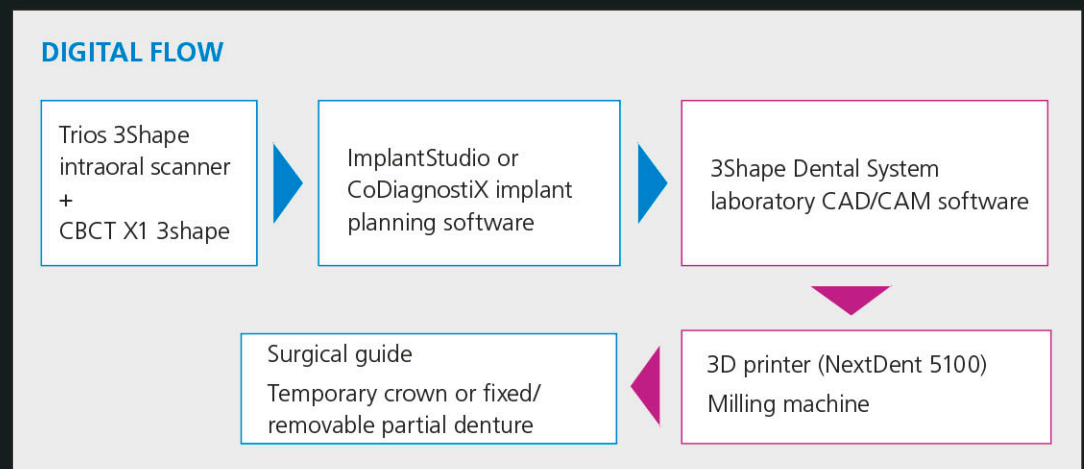 DIGITAL FLOW
Trios 3Shape
intraoral scanner
+
CBCT X1 3shape
ImplantStudio or
CoDiagnostiX implant
planning software
3Shape Dental System
laboratory CAD/CAM software
3D printer (NextDent 5100)
Milling machine
Surgical guide
Temporary crown or fixed/
removable partial denture